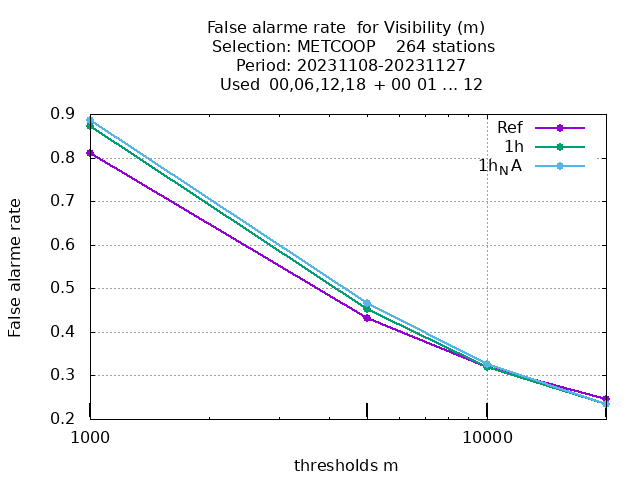 False alarme rate  for Visibility (m)
Selection: METCOOP    264 stations
Period: 20231108-20231127
Used  00,06,12,18  + 00 01 ... 12
0.9
0.8
0.7
0.6
0.5
0.4
0.3
0.2
False alarme rate
Ref
1h
1h_NA
1000
10000
thresholds m